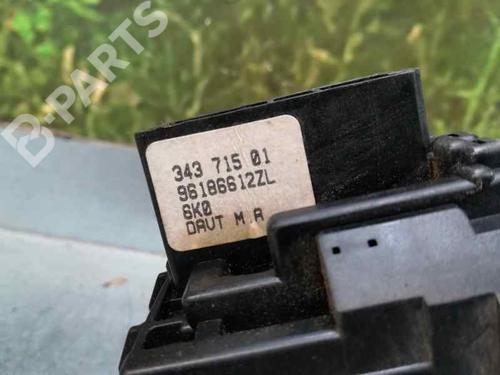 B-PARTS
343 715 01
96186612ZL
6K0
DAVT M A